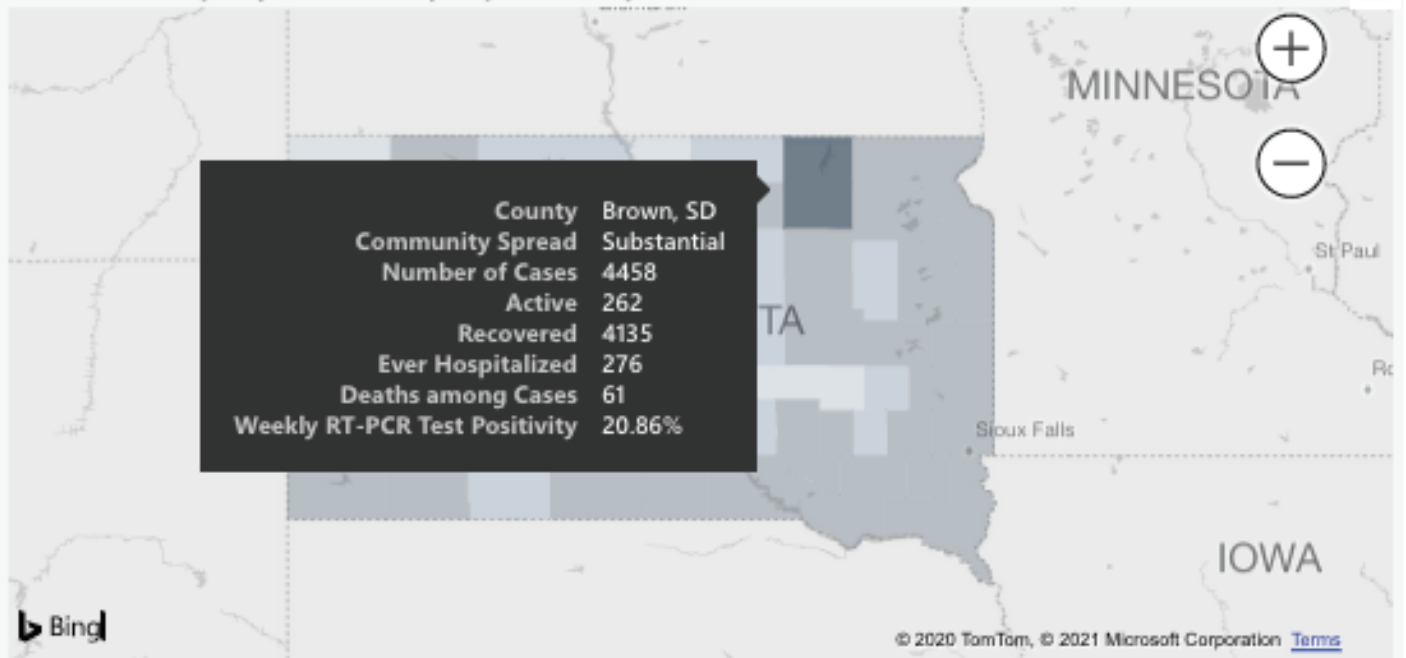 MINNESOTA
County Brown, SD
Community Spread Substantial
Number of Cases 4458
Active 262
Recovered 4135
Ever Hospitalized 276
Deaths among Cases 61
Weekly RT-PCR Test Positivity 20.86%
St Paul
TA
Ro
Sioux Falls
IOWA
Bing
© 2020 TomTom, © 2021 Microsoft Corporation Terms